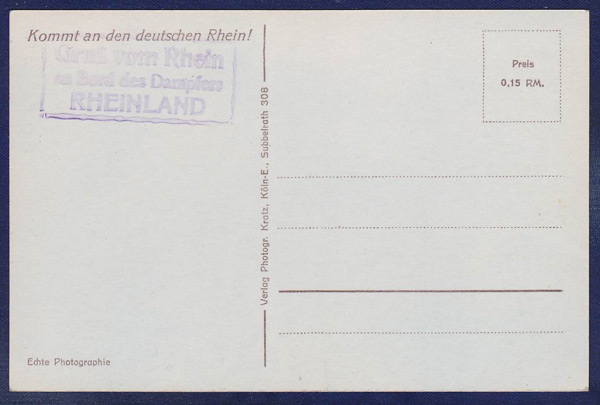 Kommt an den deutschen Rhein!
Gruß vom Rhein
an Bord des Dampfers
RHEINLAND
Preis
0,15 RM.
Verlag Photogr. Kratz, Köln-E., Subbelrath 308
Echte Photographie